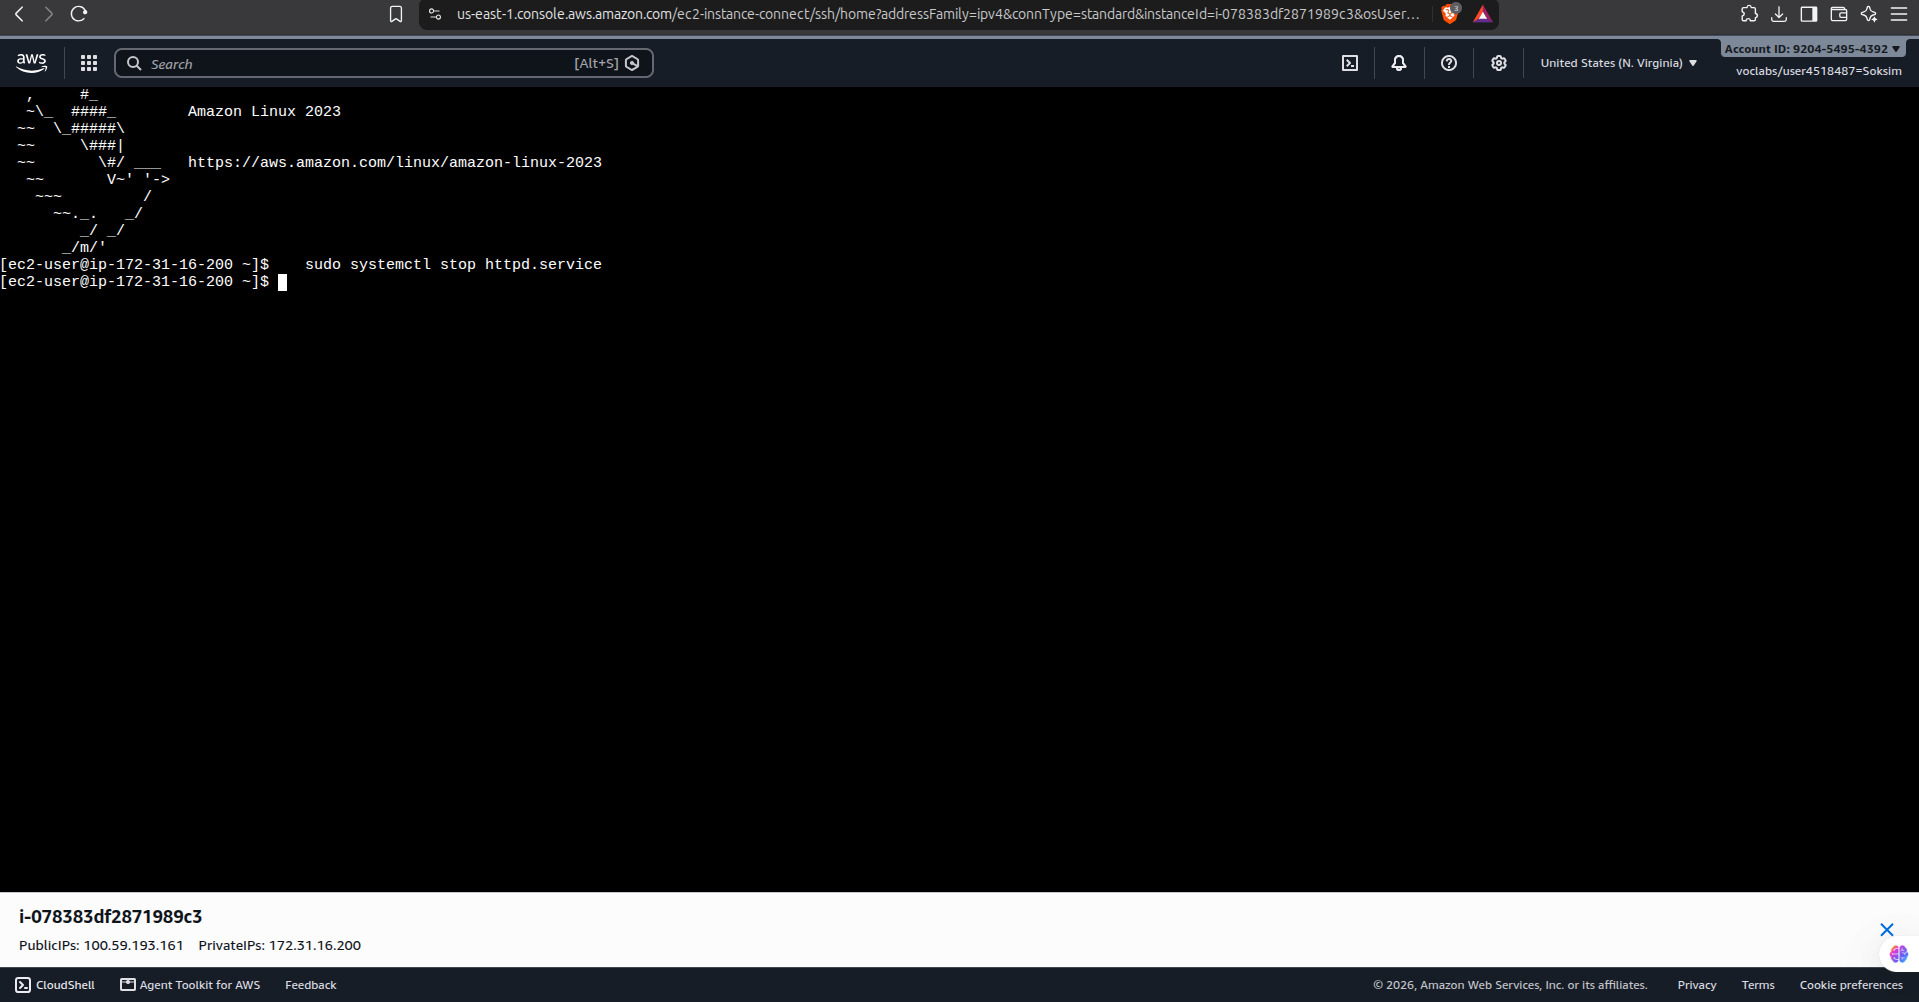 us-east-1.console.aws.amazon.com/ec2-instance-connect/ssh/home?addressFamily=ipv4&connType=standard&instanceId=i-078383df2871989c3&osUser...
3
aws
Search
[Alt+S]
United States (N. Virginia)
Account ID: 9204-5495-4392
voclabs/user4518487=Soksim
   ,     #_
   ~\_  ####_        Amazon Linux 2023
  ~~  \_#####\
  ~~     \###|
  ~~       \#/ ___   https://aws.amazon.com/linux/amazon-linux-2023
   ~~       V~' '->
    ~~~         /
      ~~._.   _/
         _/ _/
       _/m/'
[ec2-user@ip-172-31-16-200 ~]$    sudo systemctl stop httpd.service
[ec2-user@ip-172-31-16-200 ~]$
i-078383df2871989c3
PublicIPs: 100.59.193.161 PrivateIPs: 172.31.16.200
CloudShell Agent Toolkit for AWS Feedback © 2026, Amazon Web Services, Inc. or its affiliates. Privacy Terms Cookie preferences